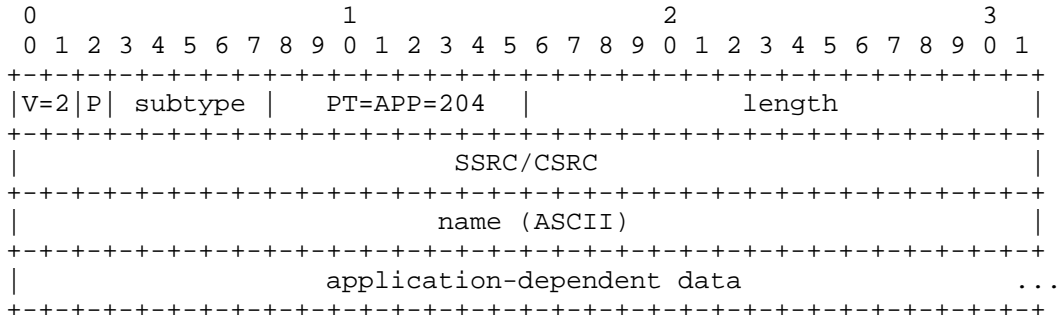 0                   1                   2                   3
 0 1 2 3 4 5 6 7 8 9 0 1 2 3 4 5 6 7 8 9 0 1 2 3 4 5 6 7 8 9 0 1
+-+-+-+-+-+-+-+-+-+-+-+-+-+-+-+-+-+-+-+-+-+-+-+-+-+-+-+-+-+-+-+-+
|V=2|P| subtype |   PT=APP=204  |             length            |
+-+-+-+-+-+-+-+-+-+-+-+-+-+-+-+-+-+-+-+-+-+-+-+-+-+-+-+-+-+-+-+-+
|                           SSRC/CSRC                           |
+-+-+-+-+-+-+-+-+-+-+-+-+-+-+-+-+-+-+-+-+-+-+-+-+-+-+-+-+-+-+-+-+
|                          name (ASCII)                         |
+-+-+-+-+-+-+-+-+-+-+-+-+-+-+-+-+-+-+-+-+-+-+-+-+-+-+-+-+-+-+-+-+
|                   application-dependent data                 ...
+-+-+-+-+-+-+-+-+-+-+-+-+-+-+-+-+-+-+-+-+-+-+-+-+-+-+-+-+-+-+-+-+